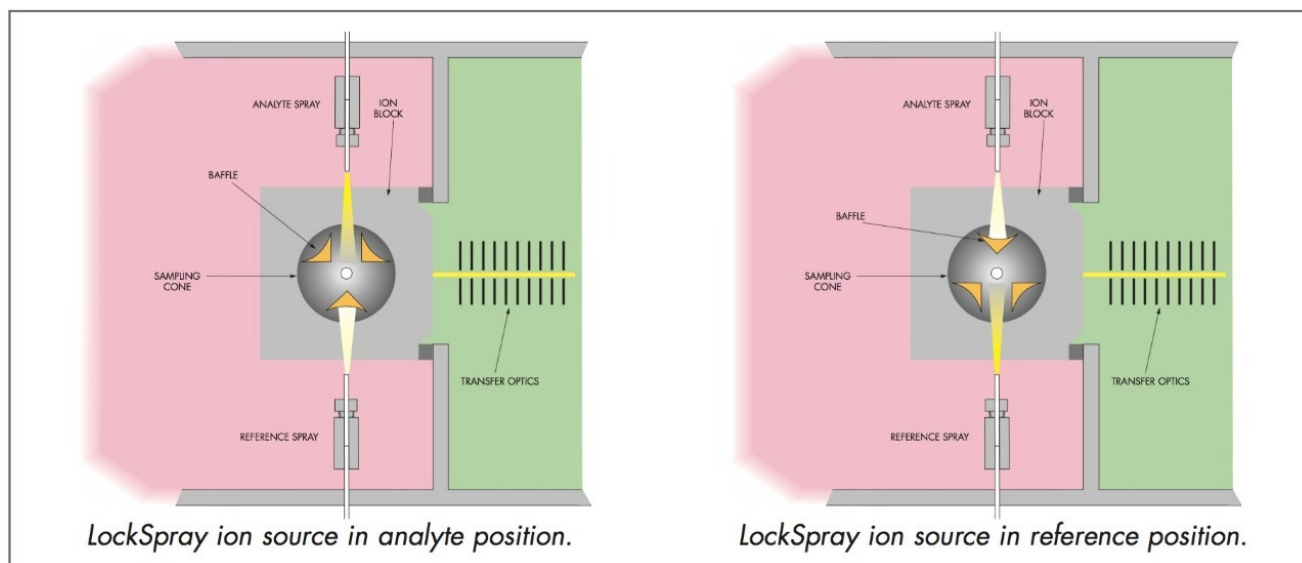 ANALYTE SPRAY
ION
BLOCK
BAFFLE
SAMPLING
CONE
TRANSFER OPTICS
REFERENCE SPRAY
LockSpray ion source in analyte position.
ANALYTE SPRAY
ION
BLOCK
BAFFLE
SAMPLING
CONE
TRANSFER OPTICS
REFERENCE SPRAY
LockSpray ion source in reference position.